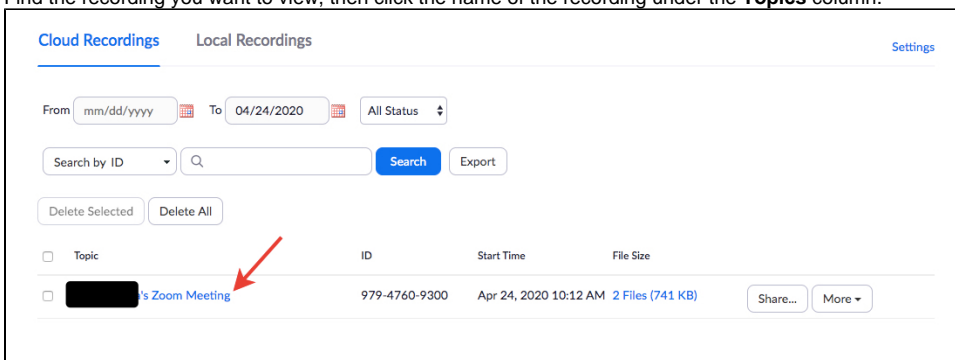 Find the recording you want to view, then click the name of the recording under the Topics column.
Cloud Recordings Local Recordings
Settings
From mm/dd/yyyy To 04/24/2020 All Status
Search by ID Search Export
Delete Selected Delete All
Topic ID Start Time File Size
's Zoom Meeting 979-4760-9300 Apr 24, 2020 10:12 AM 2 Files (741 KB) Share... More